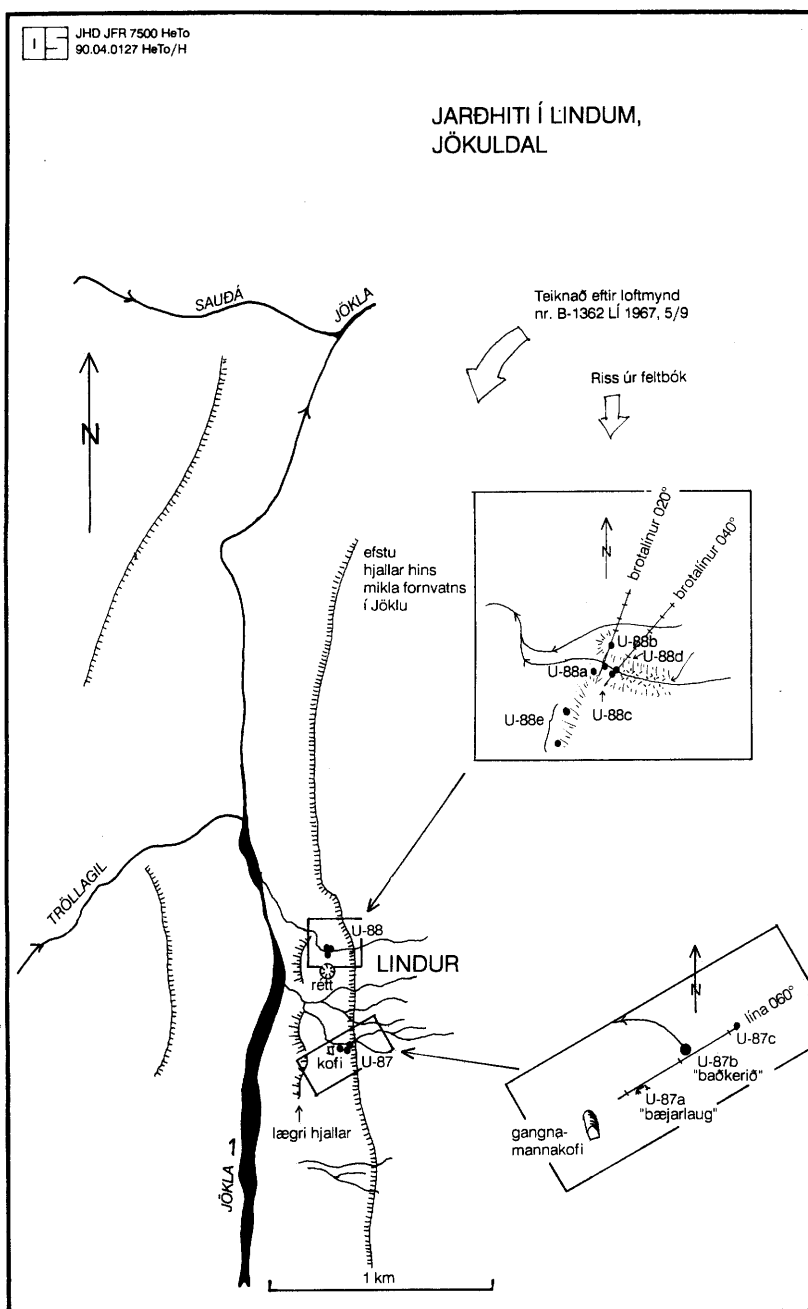 OS
JHD JFR 7500 HeTo
90.04.0127 HeTo/H
JARÐHITI Í LINDUM,
JÖKULDAL
SAUÐÁ
JÖKLA
Teiknað eftir loftmynd
nr. B-1362 LÍ 1967, 5/9
Riss úr feltbók
N
efstu
hjallar hins
mikla fornvatns
í Jöklu
N
brotalínur 020°
brotalínur 040°
U-88b
U-88d
U-88a
U-88c
U-88e
TRÖLLAGIL
U-88
LINDUR
rétt
kofi
U-87
lægri hjallar
JÖKLA
N
lína 060°
U-87c
U-87b
"baðkerið"
U-87a
"bæjarlaug"
gangna-
mannakofi
1 km